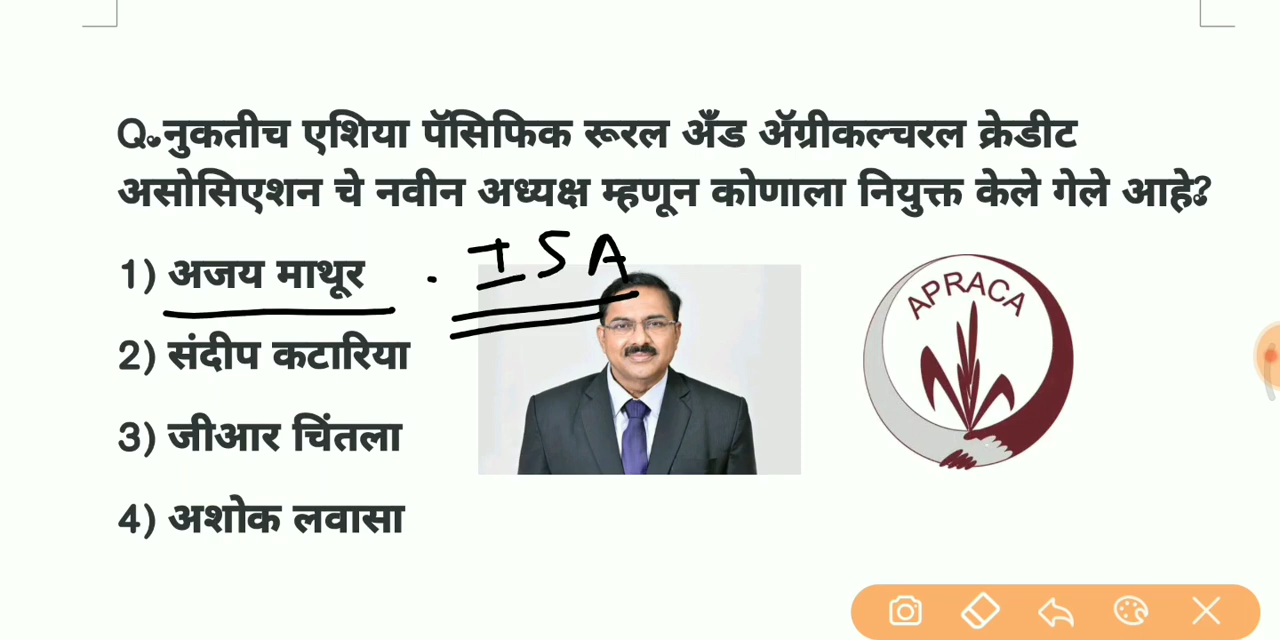 Q.नुकतीच एशिया पॅसिफिक रूरल अँड ॲग्रीकल्चरल क्रेडीट
असोसिएशन चे नवीन अध्यक्ष म्हणून कोणाला नियुक्त केले गेले आहे?
1) अजय माथूर . ISA
2) संदीप कटारिया
3) जीआर चिंतला
4) अशोक लवासा
APRACA